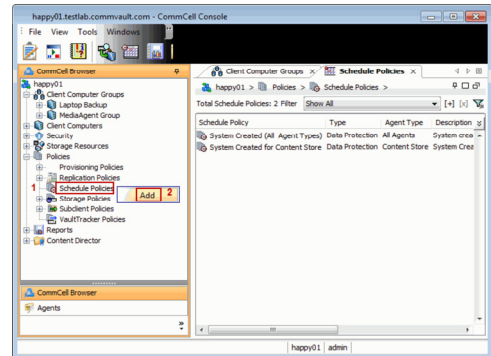 happy01.testlab.commvault.com - CommCell Console
File View Tools Windows
CommCell Browser
Client Computer Groups Schedule Policies
happy01
Client Computer Groups
Laptop Backup
MediaAgent Group
Client Computers
Security
Storage Resources
Policies
Provisioning Policies
Replication Policies
1 Schedule Policies
Add 2
Storage Policies
Subclient Policies
VaultTracker Policies
Reports
Content Director
happy01 > Policies > Schedule Policies >
Total Schedule Policies: 2 Filter Show All
Schedule Policy Type Agent Type Description
System Created (All Agent Types) Data Protection All Agents System crea
System Created for Content Store Data Protection Content Store System Crea
CommCell Browser
Agents
happy01 admin